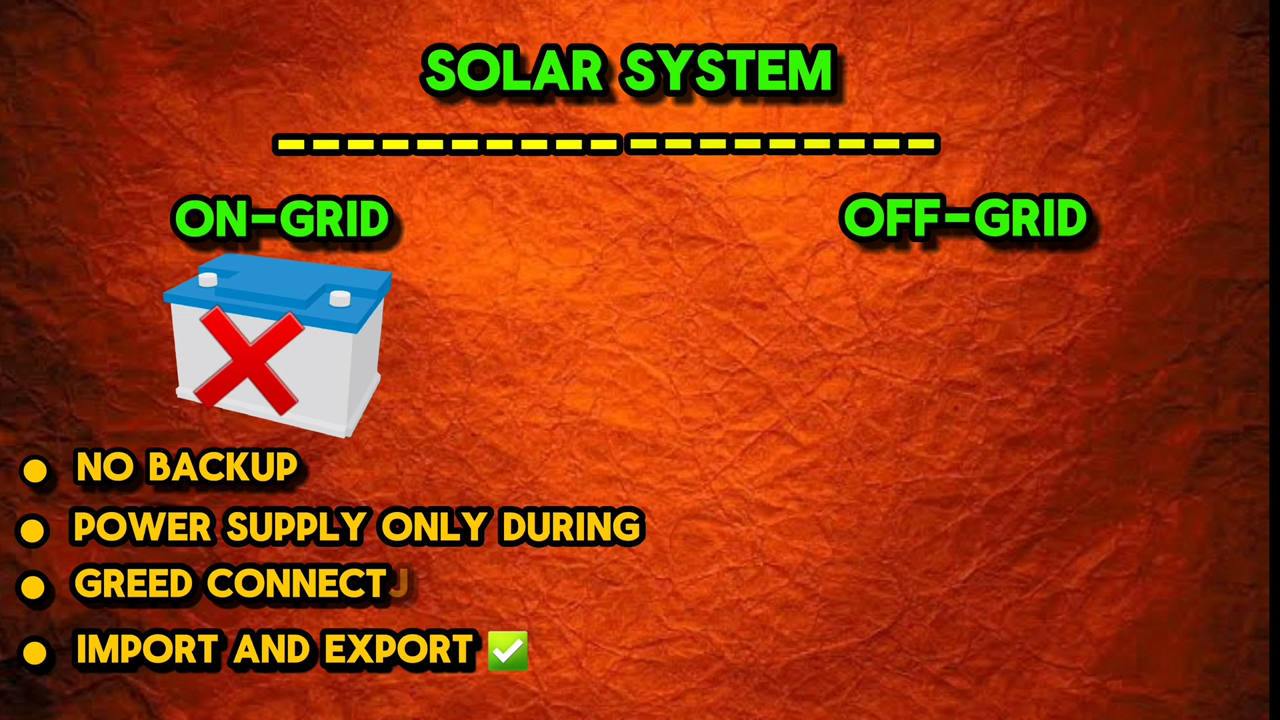 SOLAR SYSTEM
-------------------
ON-GRID
OFF-GRID
● NO BACKUP
● POWER SUPPLY ONLY DURING
● GREED CONNECT
● IMPORT AND EXPORT ✅